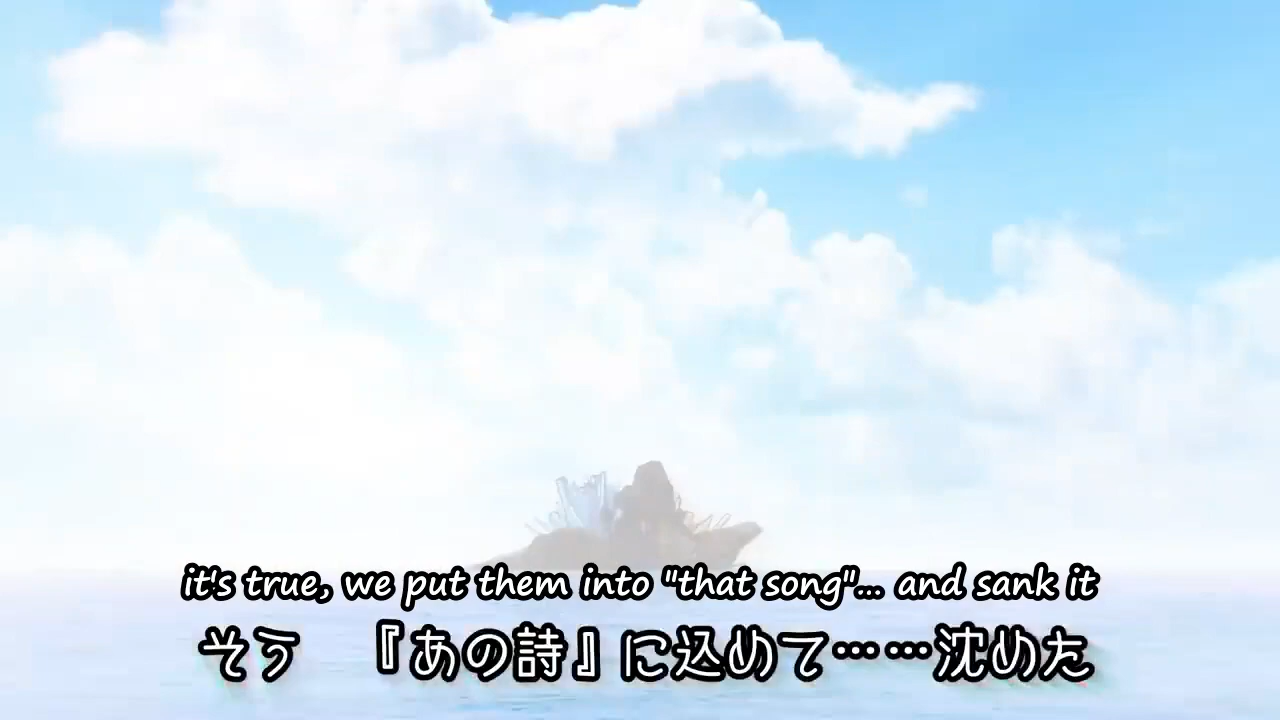 it's true, we put them into "that song"... and sank it
そう　『あの詩』に込めて……沈めた